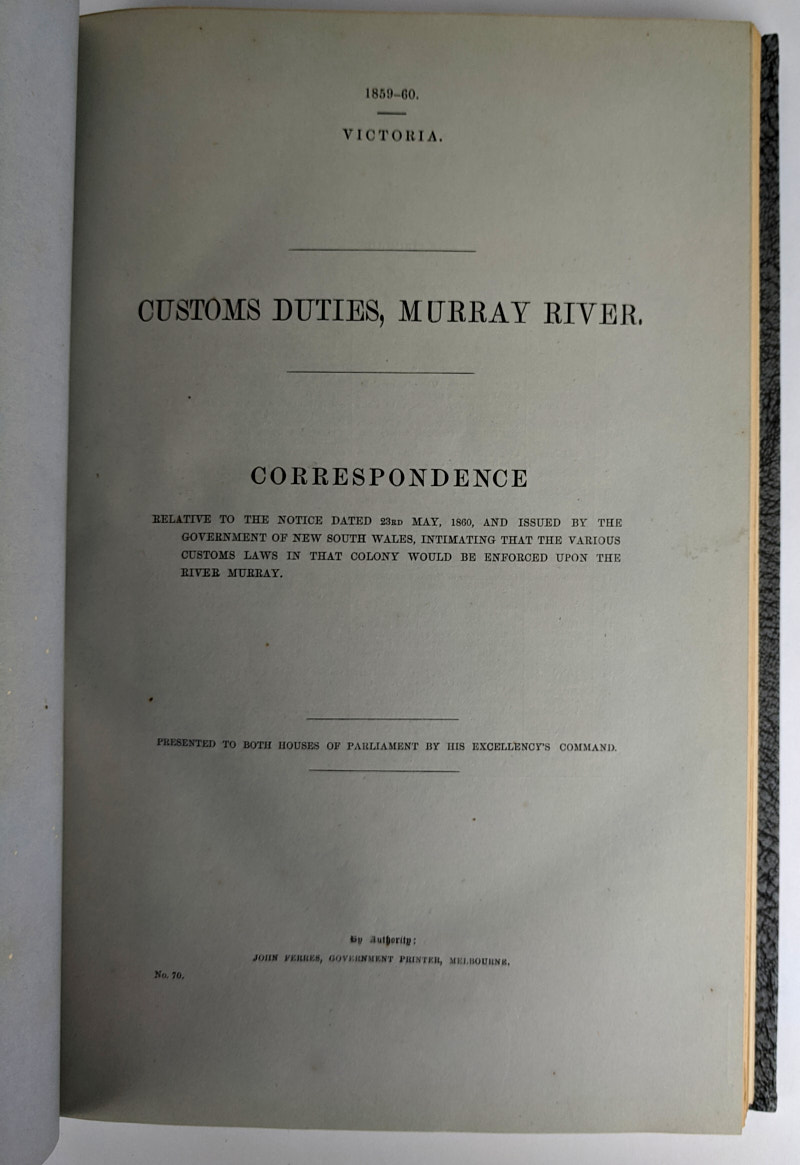 1859–60.
VICTORIA.
CUSTOMS DUTIES, MURRAY RIVER.
CORRESPONDENCE
RELATIVE TO THE NOTICE DATED 23RD MAY, 1860, AND ISSUED BY THE
GOVERNMENT OF NEW SOUTH WALES, INTIMATING THAT THE VARIOUS
CUSTOMS LAWS IN THAT COLONY WOULD BE ENFORCED UPON THE
RIVER MURRAY.
PRESENTED TO BOTH HOUSES OF PARLIAMENT BY HIS EXCELLENCY'S COMMAND.
By Authority:
JOHN FERRES, GOVERNMENT PRINTER, MELBOURNE.
No. 70.